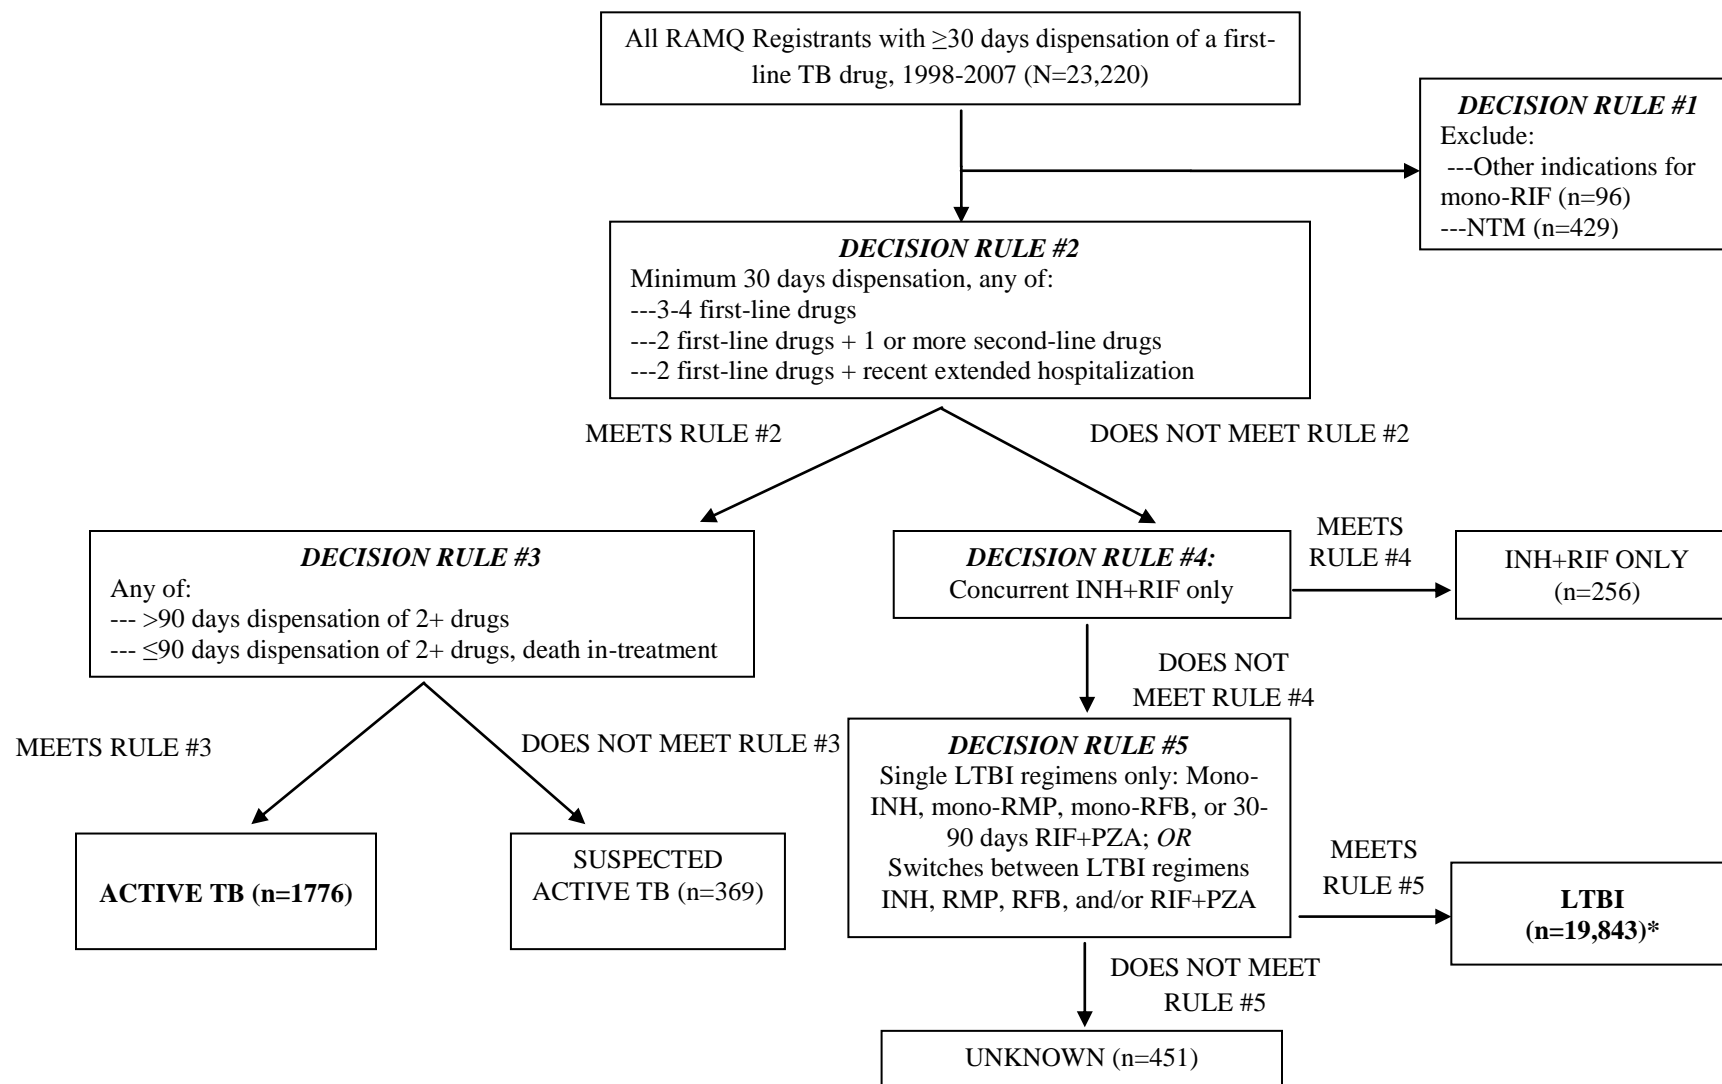 All RAMQ Registrants with ≥30 days dispensation of a first-
line TB drug, 1998-2007 (N=23,220)
DECISION RULE #1
Exclude:
---Other indications for
mono-RIF (n=96)
---NTM (n=429)
DECISION RULE #2
Minimum 30 days dispensation, any of:
---3-4 first-line drugs
---2 first-line drugs + 1 or more second-line drugs
---2 first-line drugs + recent extended hospitalization
MEETS RULE #2
DOES NOT MEET RULE #2
DECISION RULE #3
Any of:
--- >90 days dispensation of 2+ drugs
--- ≤90 days dispensation of 2+ drugs, death in-treatment
DECISION RULE #4:
Concurrent INH+RIF only
MEETS
RULE #4
INH+RIF ONLY
(n=256)
DOES NOT
MEET RULE #4
MEETS RULE #3
DOES NOT MEET RULE #3
ACTIVE TB (n=1776)
SUSPECTED
ACTIVE TB (n=369)
DECISION RULE #5
Single LTBI regimens only: Mono-
INH, mono-RMP, mono-RFB, or 30-
90 days RIF+PZA; OR
Switches between LTBI regimens
INH, RMP, RFB, and/or RIF+PZA
MEETS
RULE #5
LTBI
(n=19,843)*
DOES NOT MEET
RULE #5
UNKNOWN (n=451)